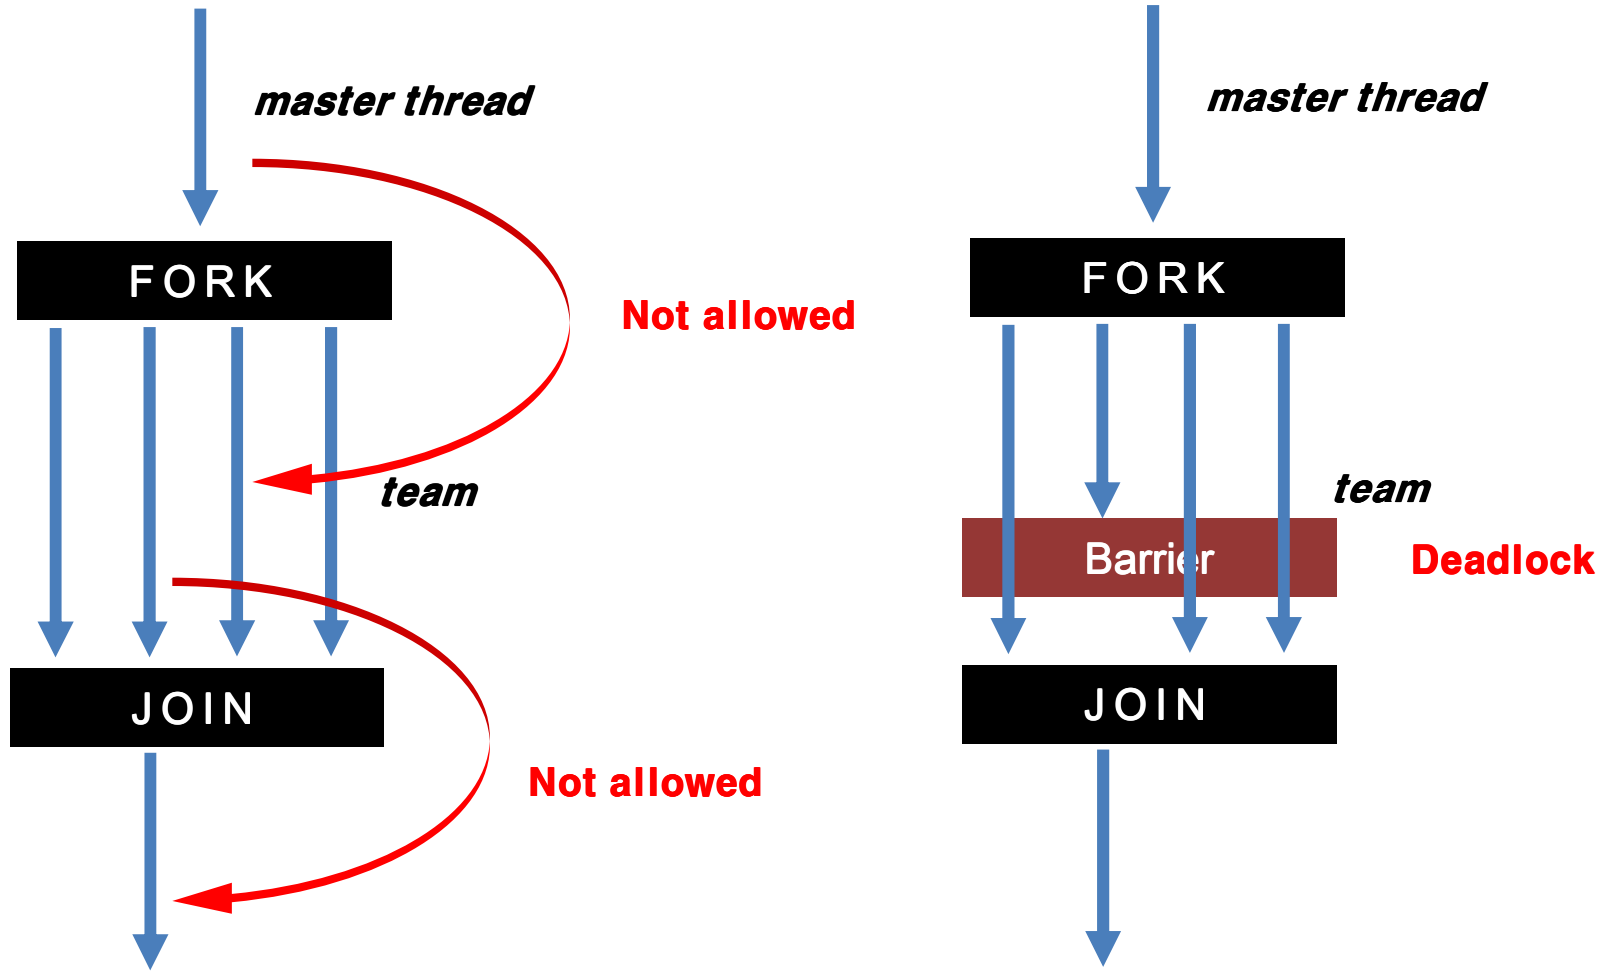 master thread
FORK
Not allowed
team
JOIN
Not allowed
master thread
FORK
team
Barrier
Deadlock
JOIN